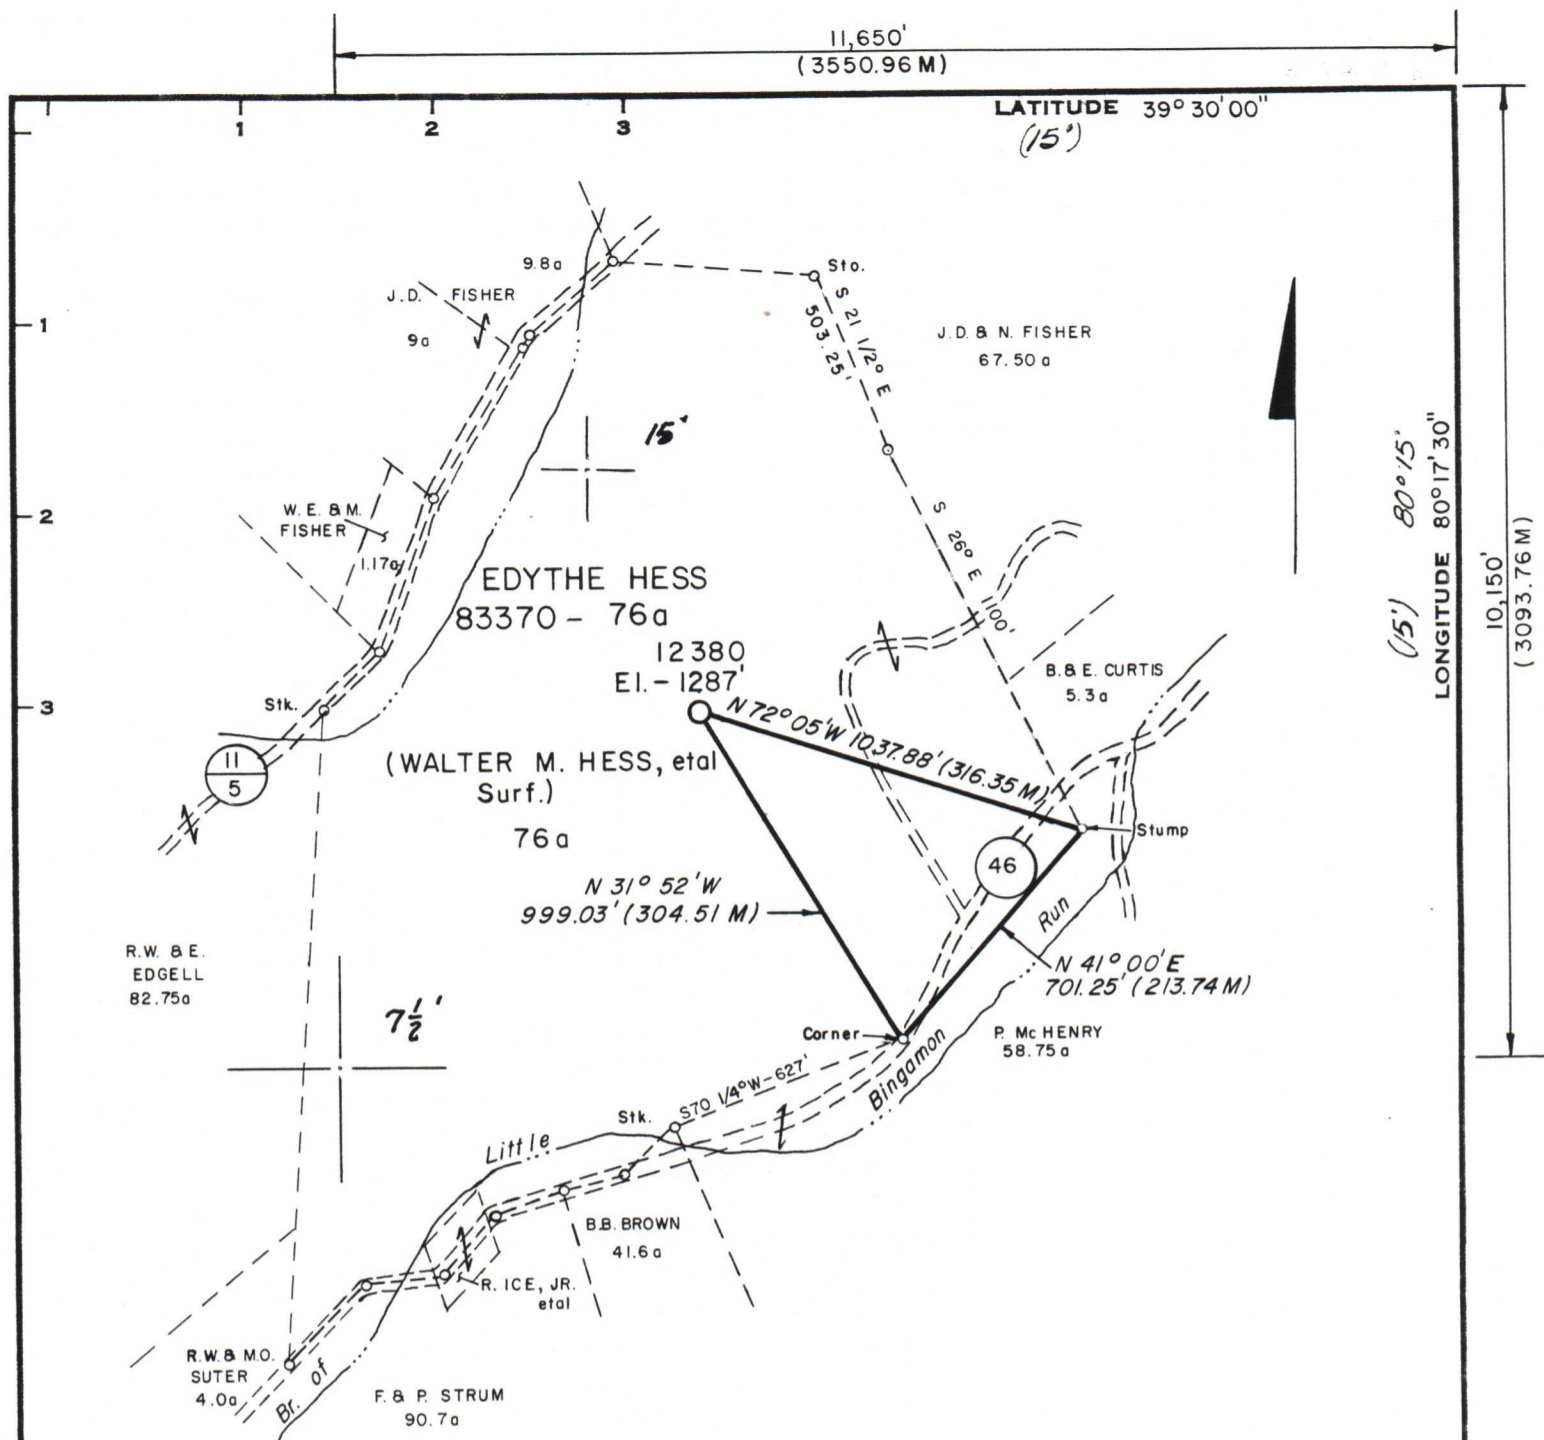 11,650'
(3550.96 M)
LATITUDE 39° 30' 00"
(15')
1
2
3
1
2
3
9.8a
Sto.
J.D. FISHER
9a
S 21 1/2° E
503.25'
J.D. & N. FISHER
67.50 a
15'
80° 15'
(15')
LONGITUDE 80° 17' 30"
10,150'
(3093.76 M)
W. E. & M.
FISHER
1.17a
S 26° E 1100'
EDYTHE HESS
83370 - 76a
12380
El. - 1287'
B. & E. CURTIS
5.3 a
Stk.
N 72° 05' W 1037.88' (316.35 M)
11
5
(WALTER M. HESS, etal
Surf.)
76 a
Stump
46
N 31° 52' W
999.03' (304.51 M)
Run
R.W. & E.
EDGELL
82.75a
N 41° 00' E
701.25' (213.74 M)
7 1/2'
Corner
P. Mc HENRY
58.75 a
Bingamon
S70 1/4° W - 627'
Stk.
Little
B.B. BROWN
41.6 a
R. ICE, JR.
etal
R.W. & M.O.
SUTER
4.0a
Br. of
F. & P. STRUM
90.7a